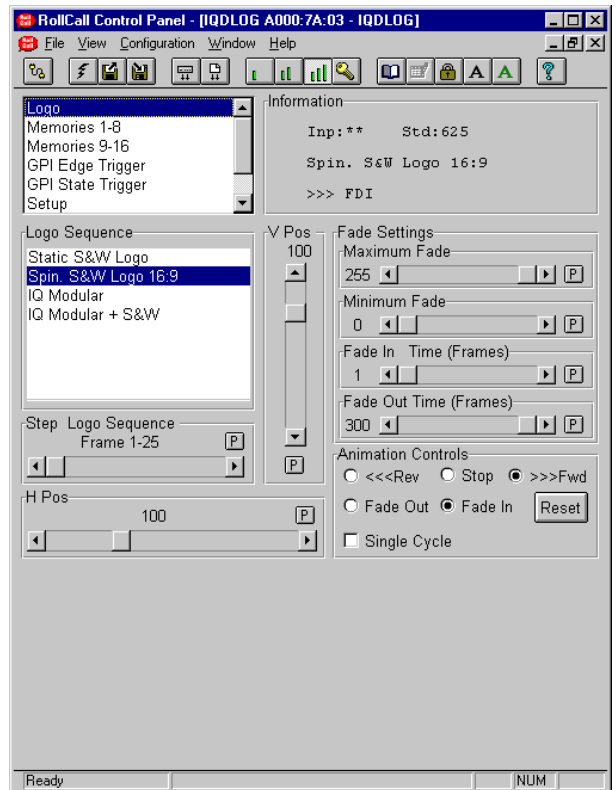 RollCall Control Panel - [IQDLOG A000:7A:03 - IQDLOG]
File View Configuration Window Help
A A ?
Logo
Memories 1-8
Memories 9-16
GPI Edge Trigger
GPI State Trigger
Setup
Information
Inp:** Std:625
Spin. S&W Logo 16:9
>>> FDI
Logo Sequence
Static S&W Logo
Spin. S&W Logo 16:9
IQ Modular
IQ Modular + S&W
V Pos
100
P
Fade Settings
Maximum Fade
255 P
Minimum Fade
0 P
Fade In Time (Frames)
1 P
Fade Out Time (Frames)
300 P
Step Logo Sequence
Frame 1-25 P
H Pos
100 P
Animation Controls
<<<Rev Stop >>>Fwd
Fade Out Fade In Reset
Single Cycle
Ready NUM